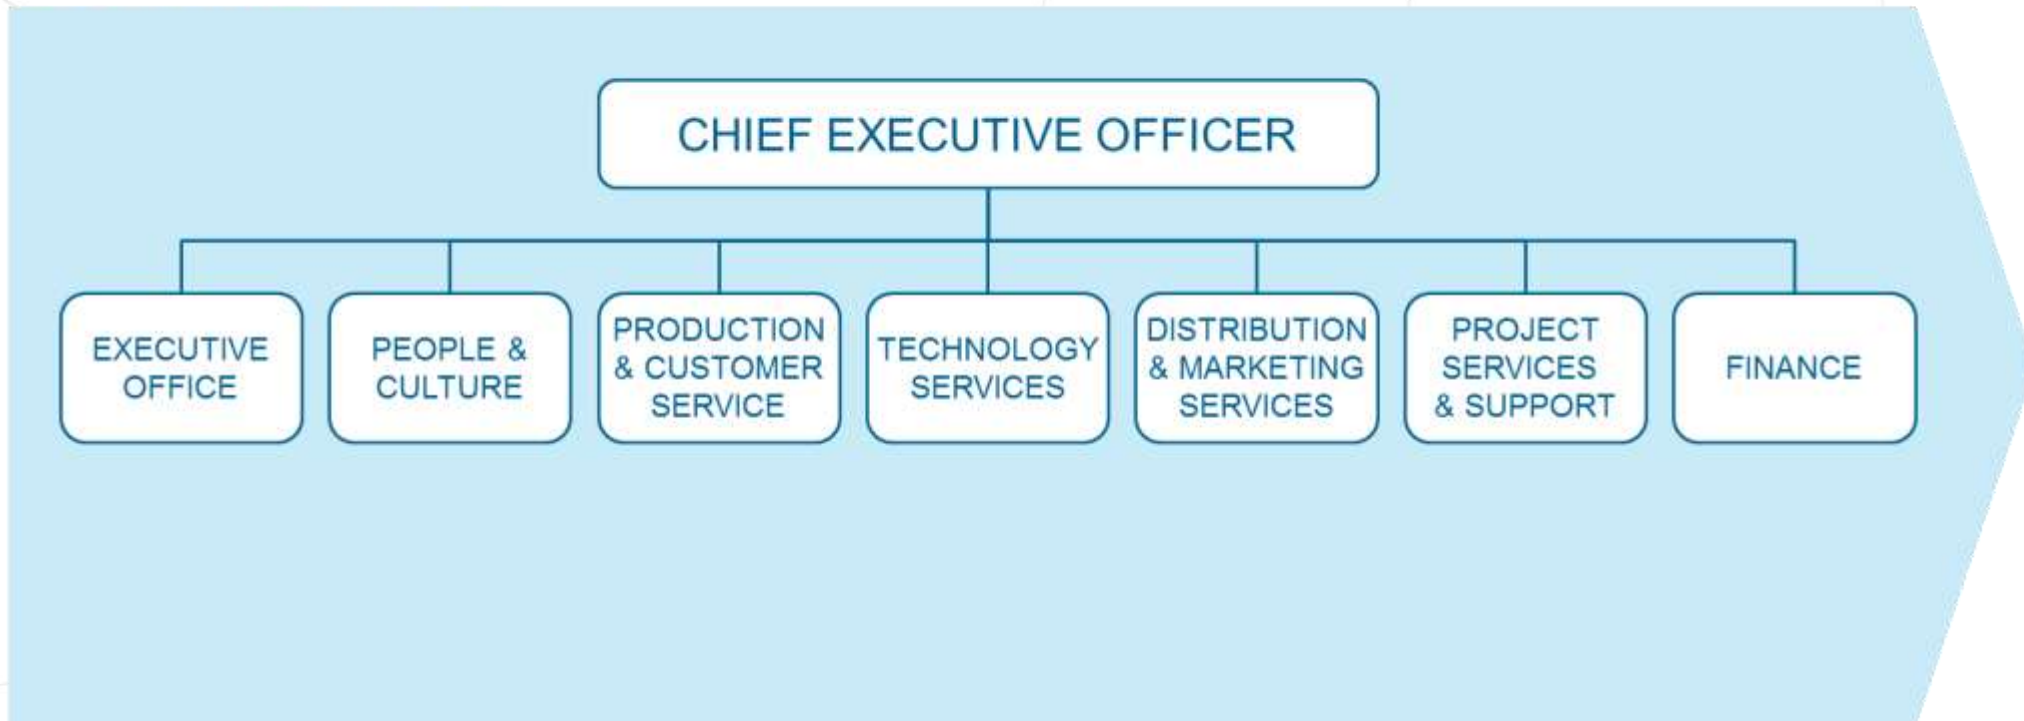 CHIEF EXECUTIVE OFFICER
EXECUTIVE
OFFICE
PEOPLE &
CULTURE
PRODUCTION
& CUSTOMER
SERVICE
TECHNOLOGY
SERVICES
DISTRIBUTION
& MARKETING
SERVICES
PROJECT
SERVICES
& SUPPORT
FINANCE